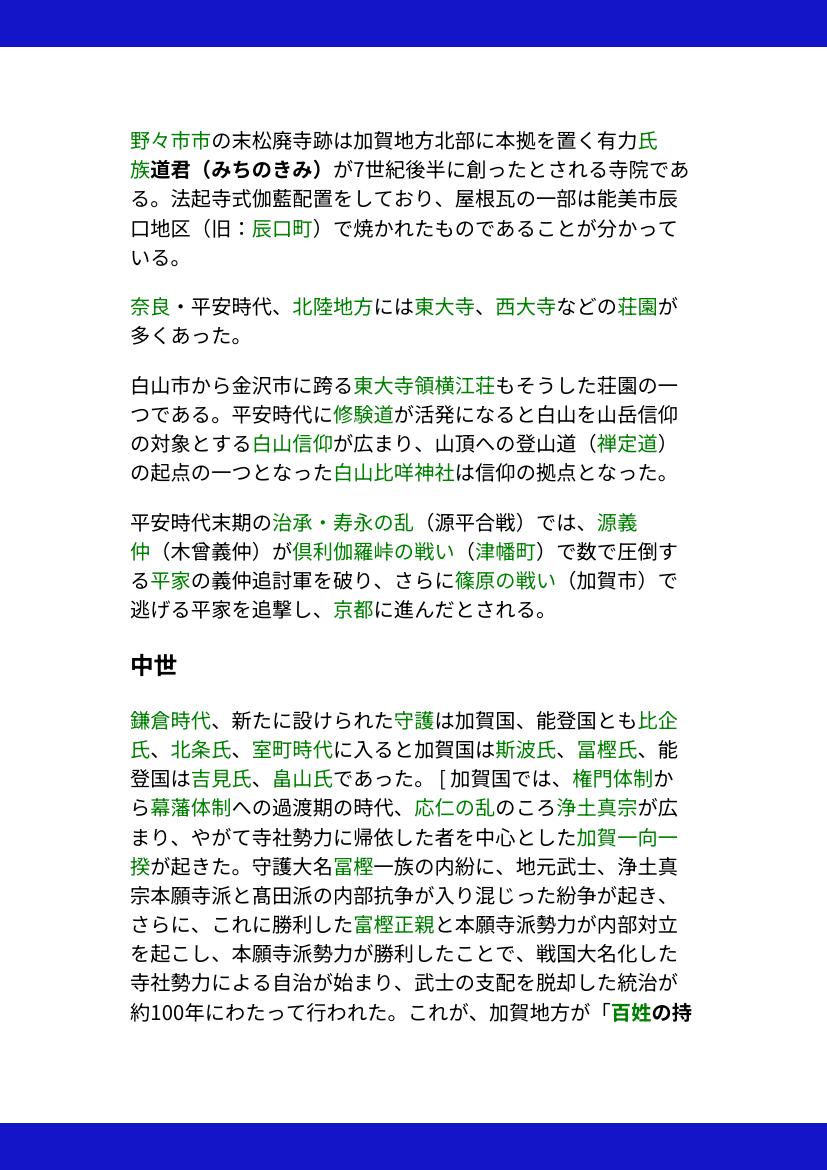 野々市市の末松廃寺跡は加賀地方北部に本拠を置く有力氏
族道君（みちのきみ）が7世紀後半に創ったとされる寺院であ
る。法起寺式伽藍配置をしており、屋根瓦の一部は能美市辰
口地区（旧：辰口町）で焼かれたものであることが分かって
いる。
奈良・平安時代、北陸地方には東大寺、西大寺などの荘園が
多くあった。
白山市から金沢市に跨る東大寺領横江荘もそうした荘園の一
つである。平安時代に修験道が活発になると白山を山岳信仰
の対象とする白山信仰が広まり、山頂への登山道（禅定道）
の起点の一つとなった白山比咩神社は信仰の拠点となった。
平安時代末期の治承・寿永の乱（源平合戦）では、源義
仲（木曾義仲）が倶利伽羅峠の戦い（津幡町）で数で圧倒す
る平家の義仲追討軍を破り、さらに篠原の戦い（加賀市）で
逃げる平家を追撃し、京都に進んだとされる。
中世
鎌倉時代、新たに設けられた守護は加賀国、能登国とも比企
氏、北条氏、室町時代に入ると加賀国は斯波氏、冨樫氏、能
登国は吉見氏、畠山氏であった。 [ 加賀国では、権門体制か
ら幕藩体制への過渡期の時代、応仁の乱のころ浄土真宗が広
まり、やがて寺社勢力に帰依した者を中心とした加賀一向一
揆が起きた。守護大名冨樫一族の内紛に、地元武士、浄土真
宗本願寺派と髙田派の内部抗争が入り混じった紛争が起き、
さらに、これに勝利した富樫正親と本願寺派勢力が内部対立
を起こし、本願寺派勢力が勝利したことで、戦国大名化した
寺社勢力による自治が始まり、武士の支配を脱却した統治が
約100年にわたって行われた。これが、加賀地方が「百姓の持